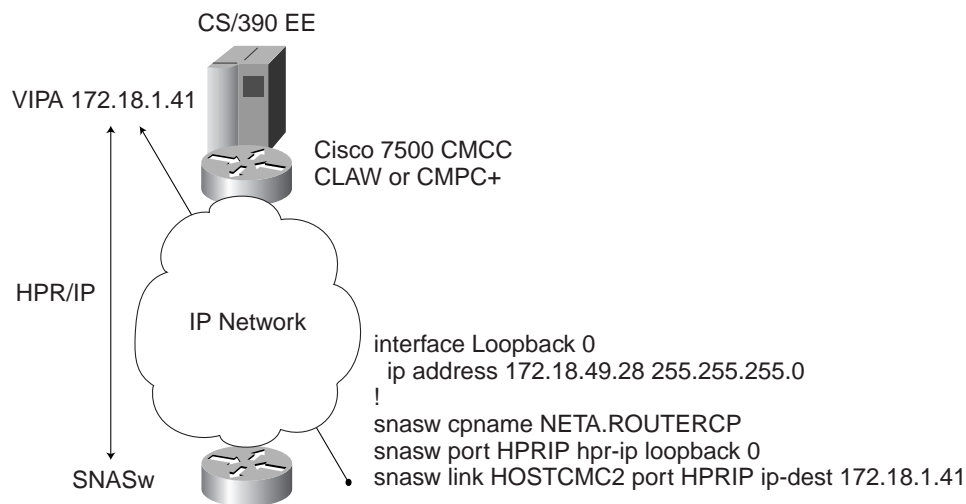 CS/390 EE
VIPA 172.18.1.41
Cisco 7500 CMCC
CLAW or CMPC+
HPR/IP
IP Network
interface Loopback 0
ip address 172.18.49.28 255.255.255.0
!
snasw cpname NETA.ROUTERCP
snasw port HPRIP hpr-ip loopback 0
snasw link HOSTCMC2 port HPRIP ip-dest 172.18.1.41
SNASw